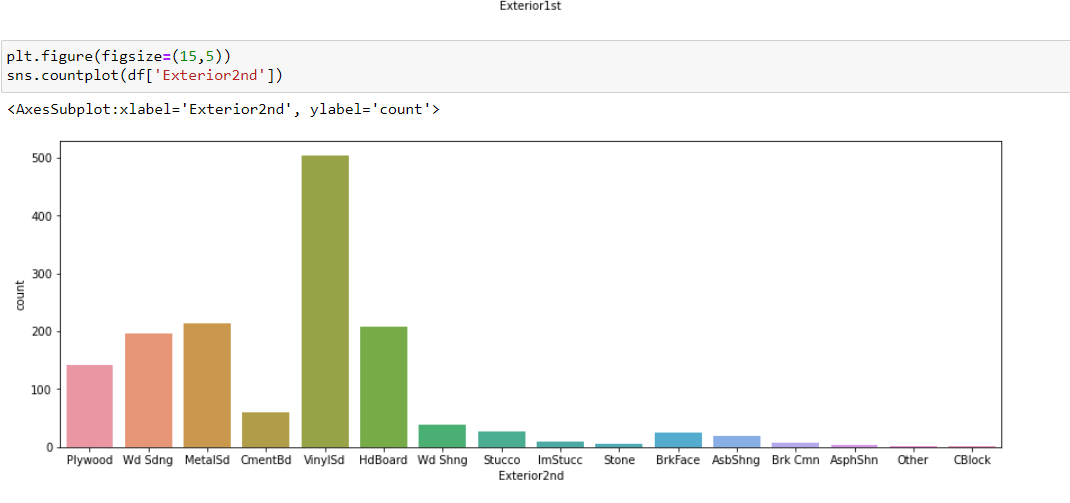 Exterior1st
plt.figure(figsize=(15,5))
sns.countplot(df['Exterior2nd'])
<AxesSubplot:xlabel='Exterior2nd', ylabel='count'>
500
400
300
200
100
0
count
Plywood Wd Sdng MetalSd CmentBd VinylSd HdBoard Wd Shng Stucco ImStucc Stone BrkFace AsbShng Brk Cmn AsphShn Other CBlock
Exterior2nd